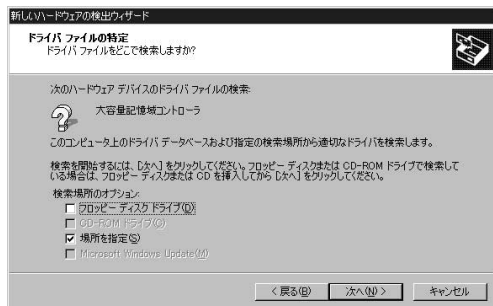 新しいハードウェアの検出ウィザード
ドライバ ファイルの特定
ドライバ ファイルをどこで検索しますか?
次のハードウェア デバイスのドライバ ファイルの検索:
大容量記憶域コントローラ
このコンピュータ上のドライバ データベースおよび指定の検索場所から適切なドライバを検索します。
検索を開始するには、[次へ] をクリックしてください。フロッピー ディスクまたは CD-ROM ドライブで検索して
いる場合は、フロッピー ディスクまたは CD を挿入してから [次へ] をクリックしてください。
検索場所のオプション:
フロッピー ディスク ドライブ(D)
CD-ROM ドライブ(C)
場所を指定(S)
Microsoft Windows Update(M)
< 戻る(B)
次へ(N) >
キャンセル